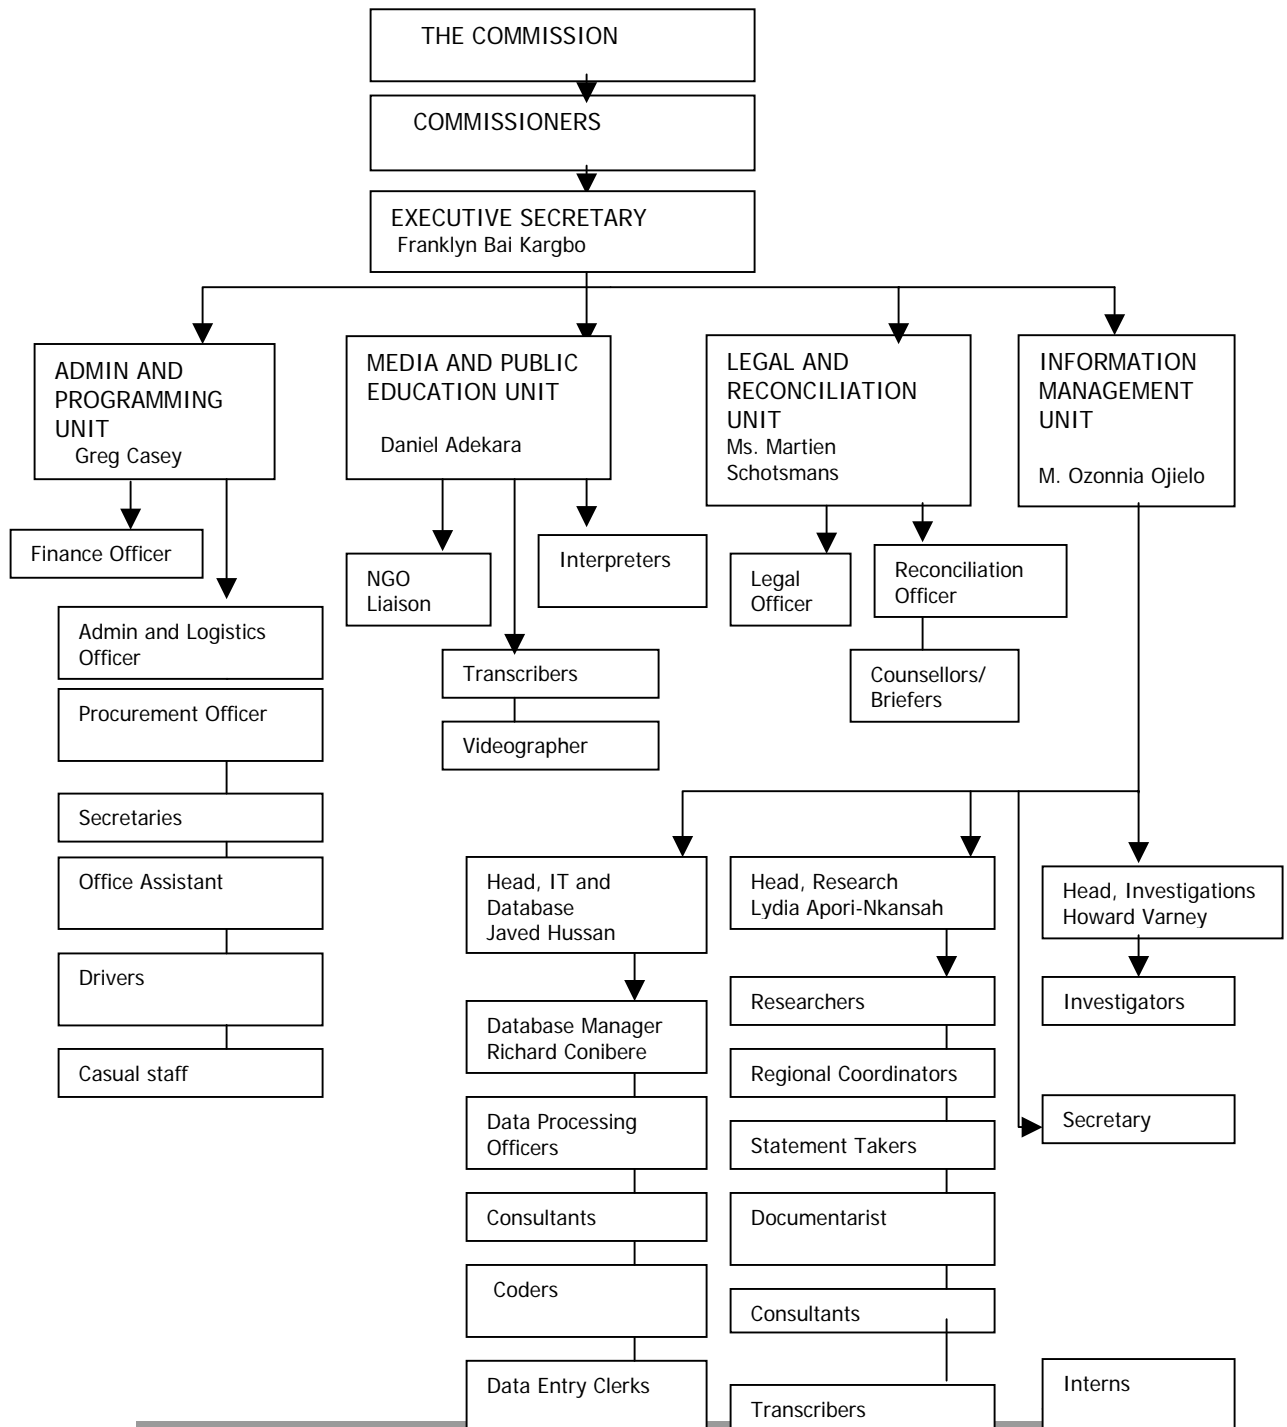 THE COMMISSION
COMMISSIONERS
EXECUTIVE SECRETARY
Franklyn Bai Kargbo
ADMIN AND
PROGRAMMING
UNIT
Greg Casey
MEDIA AND PUBLIC
EDUCATION UNIT
Daniel Adekara
LEGAL AND
RECONCILIATION
UNIT
Ms. Martien
Schotsmans
INFORMATION
MANAGEMENT
UNIT
M. Ozonnia Ojielo
Finance Officer
Admin and Logistics
Officer
Procurement Officer
Secretaries
Office Assistant
Drivers
Casual staff
NGO
Liaison
Interpreters
Transcribers
Videographer
Legal
Officer
Reconciliation
Officer
Counsellors/
Briefers
Head, IT and
Database
Javed Hussan
Database Manager
Richard Conibere
Data Processing
Officers
Consultants
Coders
Data Entry Clerks
Head, Research
Lydia Apori-Nkansah
Researchers
Regional Coordinators
Statement Takers
Documentarist
Consultants
Transcribers
Head, Investigations
Howard Varney
Investigators
Secretary
Interns